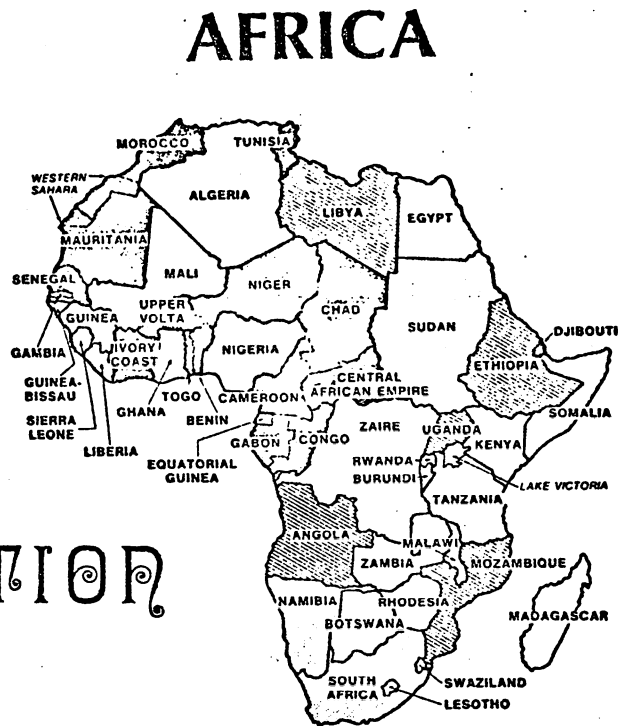 AFRICA
MOROCCO
TUNISIA
WESTERN
SAHARA
ALGERIA
LIBYA
EGYPT
MAURITANIA
MALI
NIGER
CHAD
SUDAN
SENEGAL
GUINEA
UPPER
VOLTA
NIGERIA
DJIBOUTI
ETHIOPIA
GAMBIA
IVORY
COAST
GUINEA-
BISSAU
GHANA
TOGO
BENIN
CAMEROON
CENTRAL
AFRICAN EMPIRE
SOMALIA
SIERRA
LEONE
LIBERIA
EQUATORIAL
GUINEA
GABON
CONGO
ZAIRE
UGANDA
KENYA
RWANDA
BURUNDI
LAKE VICTORIA
TANZANIA
ANGOLA
MALAWI
ZAMBIA
MOZAMBIQUE
TION
NAMIBIA
RHODESIA
BOTSWANA
MADAGASCAR
SOUTH
AFRICA
SWAZILAND
LESOTHO